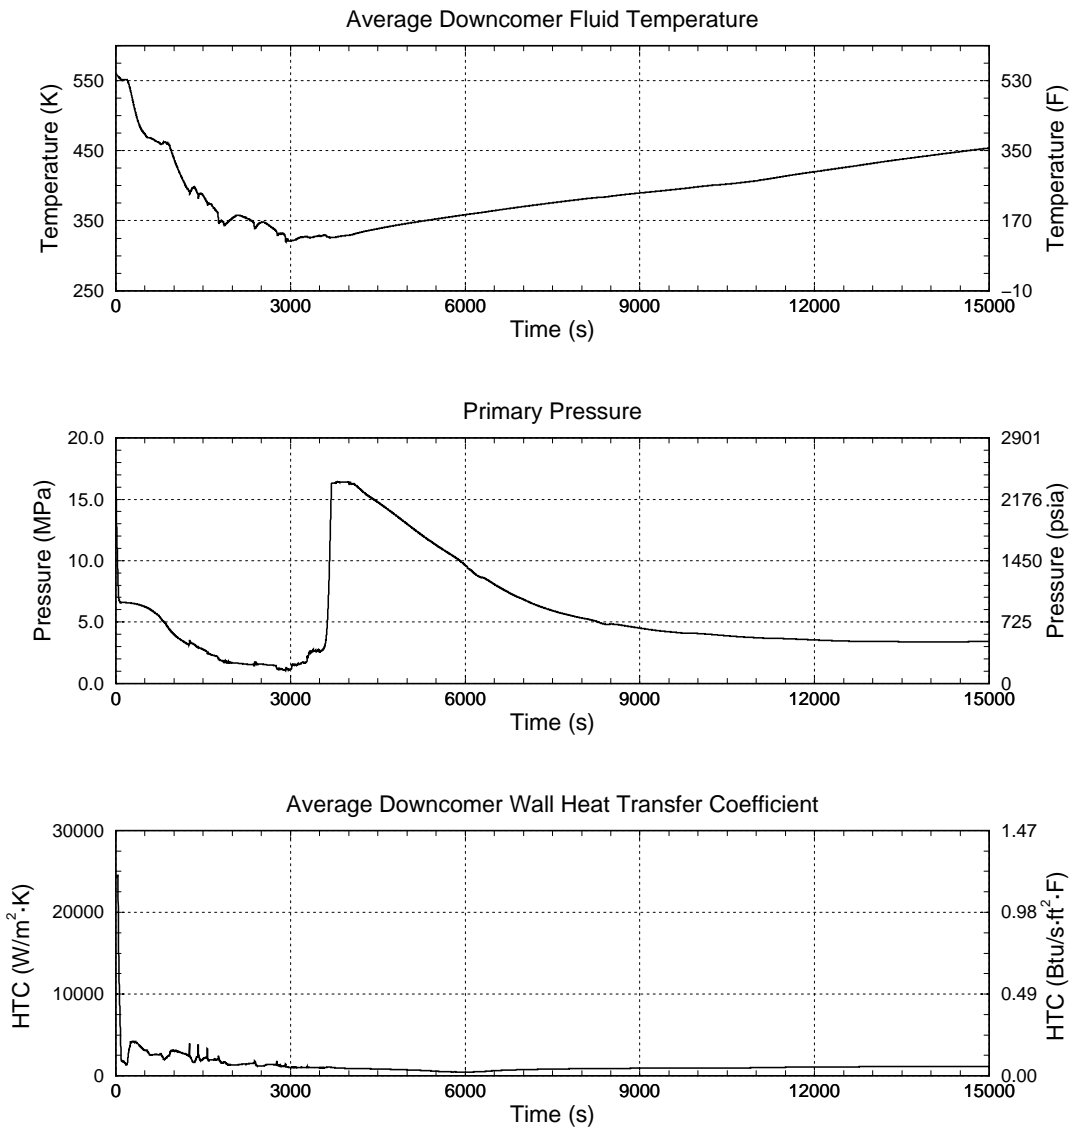 Average Downcomer Fluid Temperature
Temperature (K)
550
450
350
250
530
350
170
−10
Temperature (F)
0 3000 6000 9000 12000 15000
Time (s)
Primary Pressure
Pressure (MPa)
20.0
15.0
10.0
5.0
0.0
2901
2176
1450
725
0
Pressure (psia)
0 3000 6000 9000 12000 15000
Time (s)
Average Downcomer Wall Heat Transfer Coefficient
HTC (W/m²·K)
30000
20000
10000
0
1.47
0.98
0.49
0.00
HTC (Btu/s·ft²·F)
0 3000 6000 9000 12000 15000
Time (s)